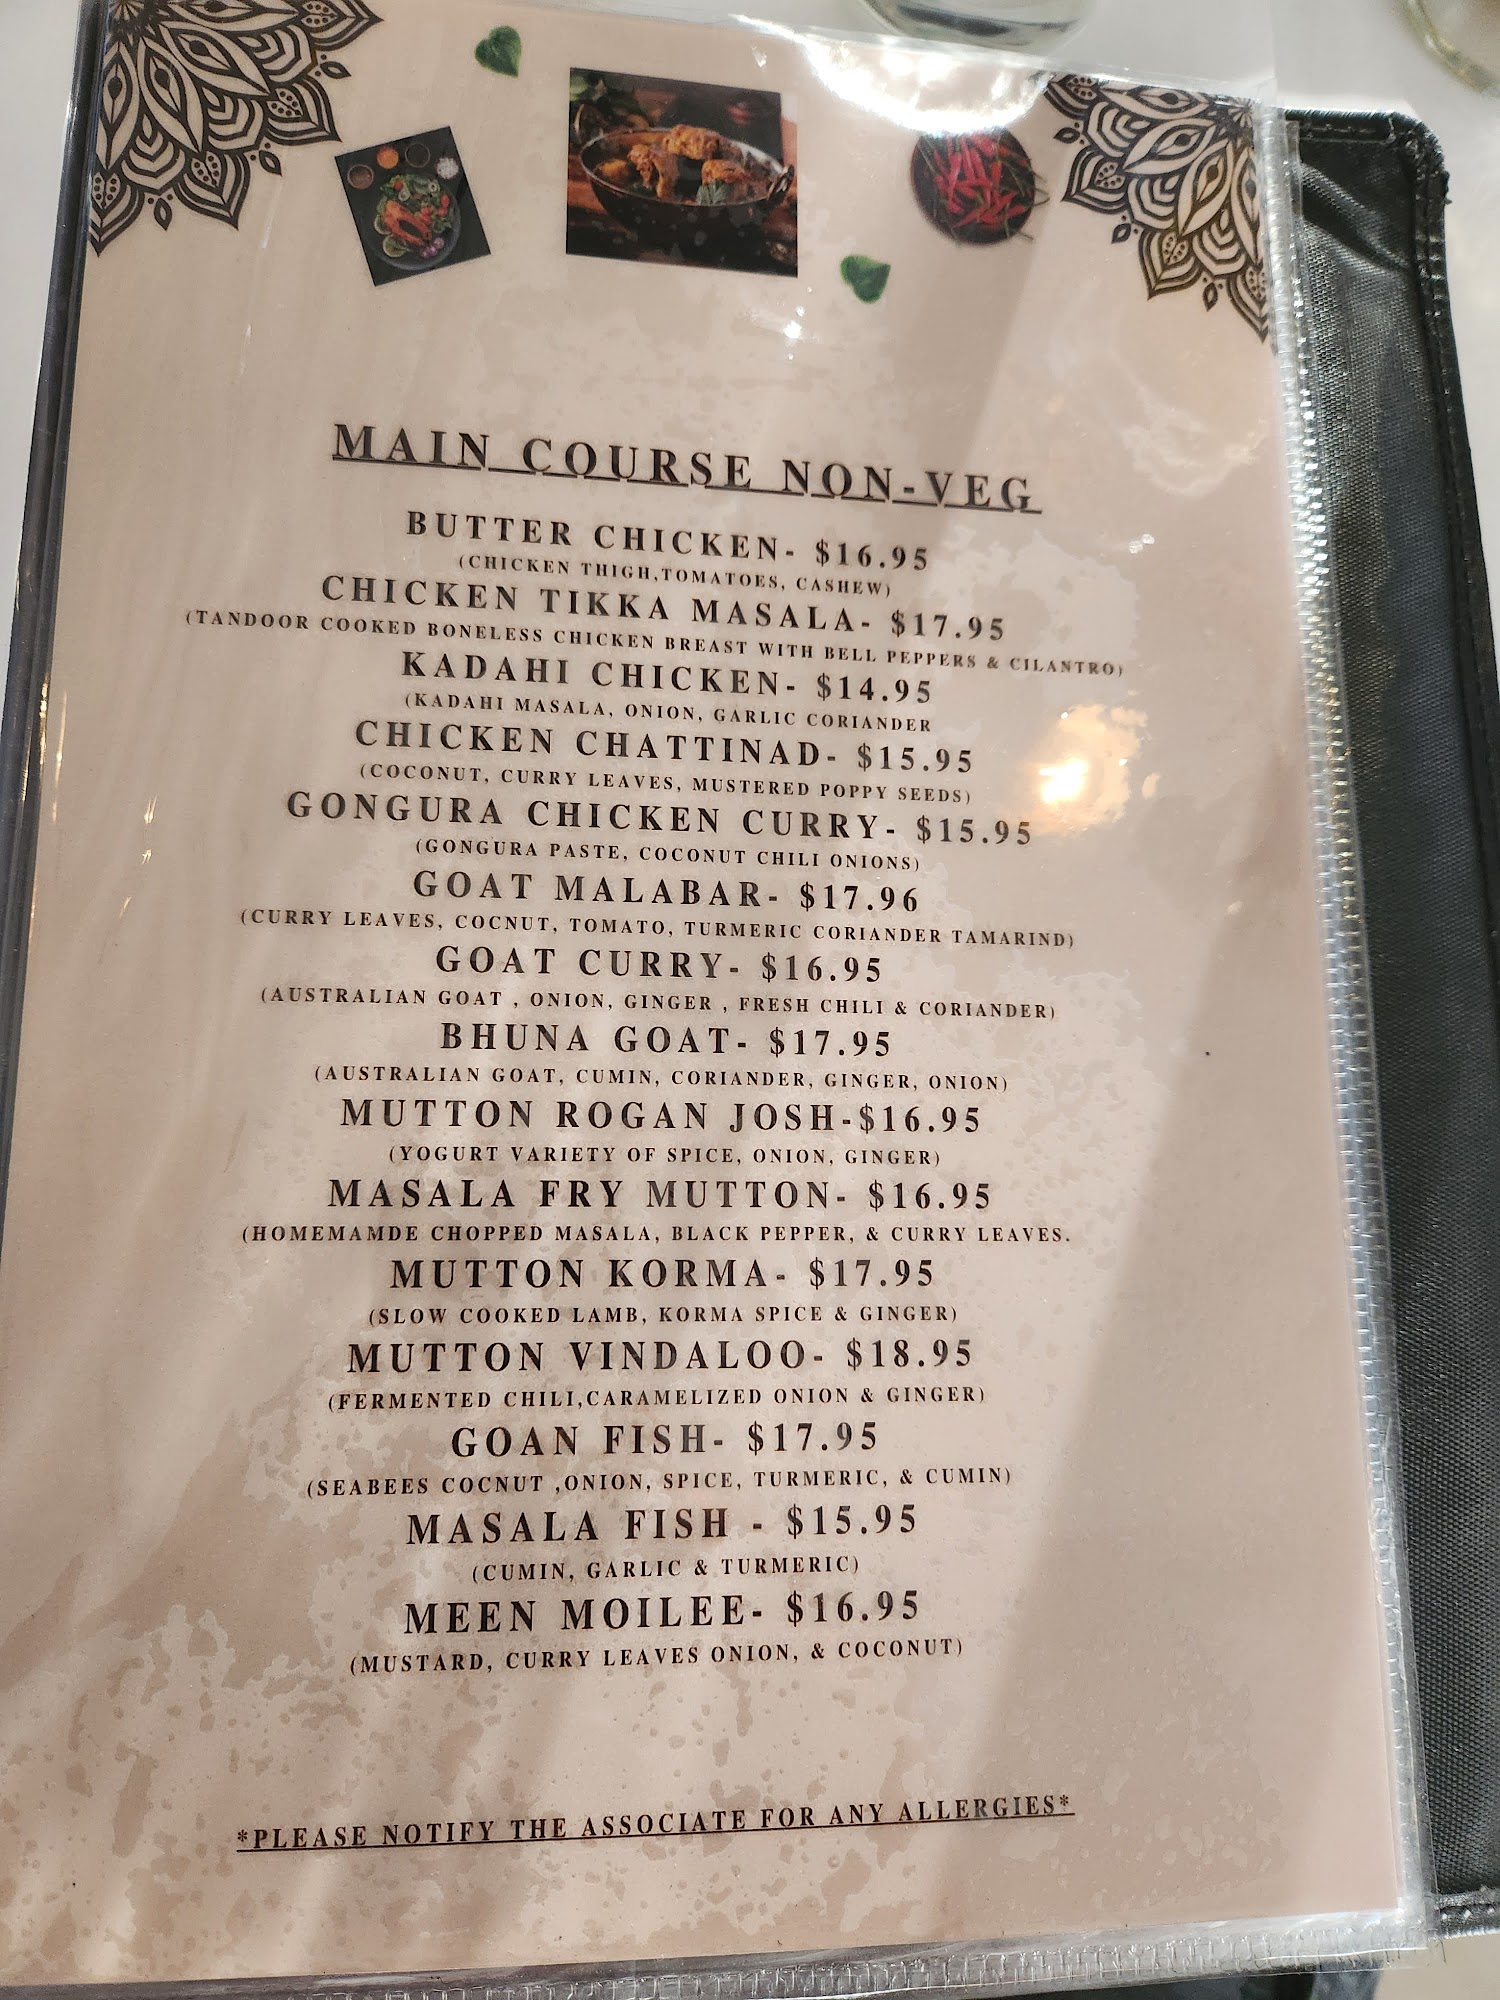 MAIN COURSE NON-VEG
BUTTER CHICKEN- $16.95
(CHICKEN THIGH,TOMATOES, CASHEW)
CHICKEN TIKKA MASALA- $17.95
(TANDOOR COOKED BONELESS CHICKEN BREAST WITH BELL PEPPERS & CILANTRO)
KADAHI CHICKEN- $14.95
(KADAHI MASALA, ONION, GARLIC CORIANDER
CHICKEN CHATTINAD- $15.95
(COCONUT, CURRY LEAVES, MUSTERED POPPY SEEDS)
GONGURA CHICKEN CURRY- $15.95
(GONGURA PASTE, COCONUT CHILI ONIONS)
GOAT MALABAR- $17.96
(CURRY LEAVES, COCNUT, TOMATO, TURMERIC CORIANDER TAMARIND)
GOAT CURRY- $16.95
(AUSTRALIAN GOAT , ONION, GINGER , FRESH CHILI & CORIANDER)
BHUNA GOAT- $17.95
(AUSTRALIAN GOAT, CUMIN, CORIANDER, GINGER, ONION)
MUTTON ROGAN JOSH-$16.95
(YOGURT VARIETY OF SPICE, ONION, GINGER)
MASALA FRY MUTTON- $16.95
(HOMEMAMDE CHOPPED MASALA, BLACK PEPPER, & CURRY LEAVES.
MUTTON KORMA- $17.95
(SLOW COOKED LAMB, KORMA SPICE & GINGER)
MUTTON VINDALOO- $18.95
(FERMENTED CHILI,CARAMELIZED ONION & GINGER)
GOAN FISH- $17.95
(SEABEES COCNUT ,ONION, SPICE, TURMERIC, & CUMIN)
MASALA FISH - $15.95
(CUMIN, GARLIC & TURMERIC)
MEEN MOILEE- $16.95
(MUSTARD, CURRY LEAVES ONION, & COCONUT)
*PLEASE NOTIFY THE ASSOCIATE FOR ANY ALLERGIES*